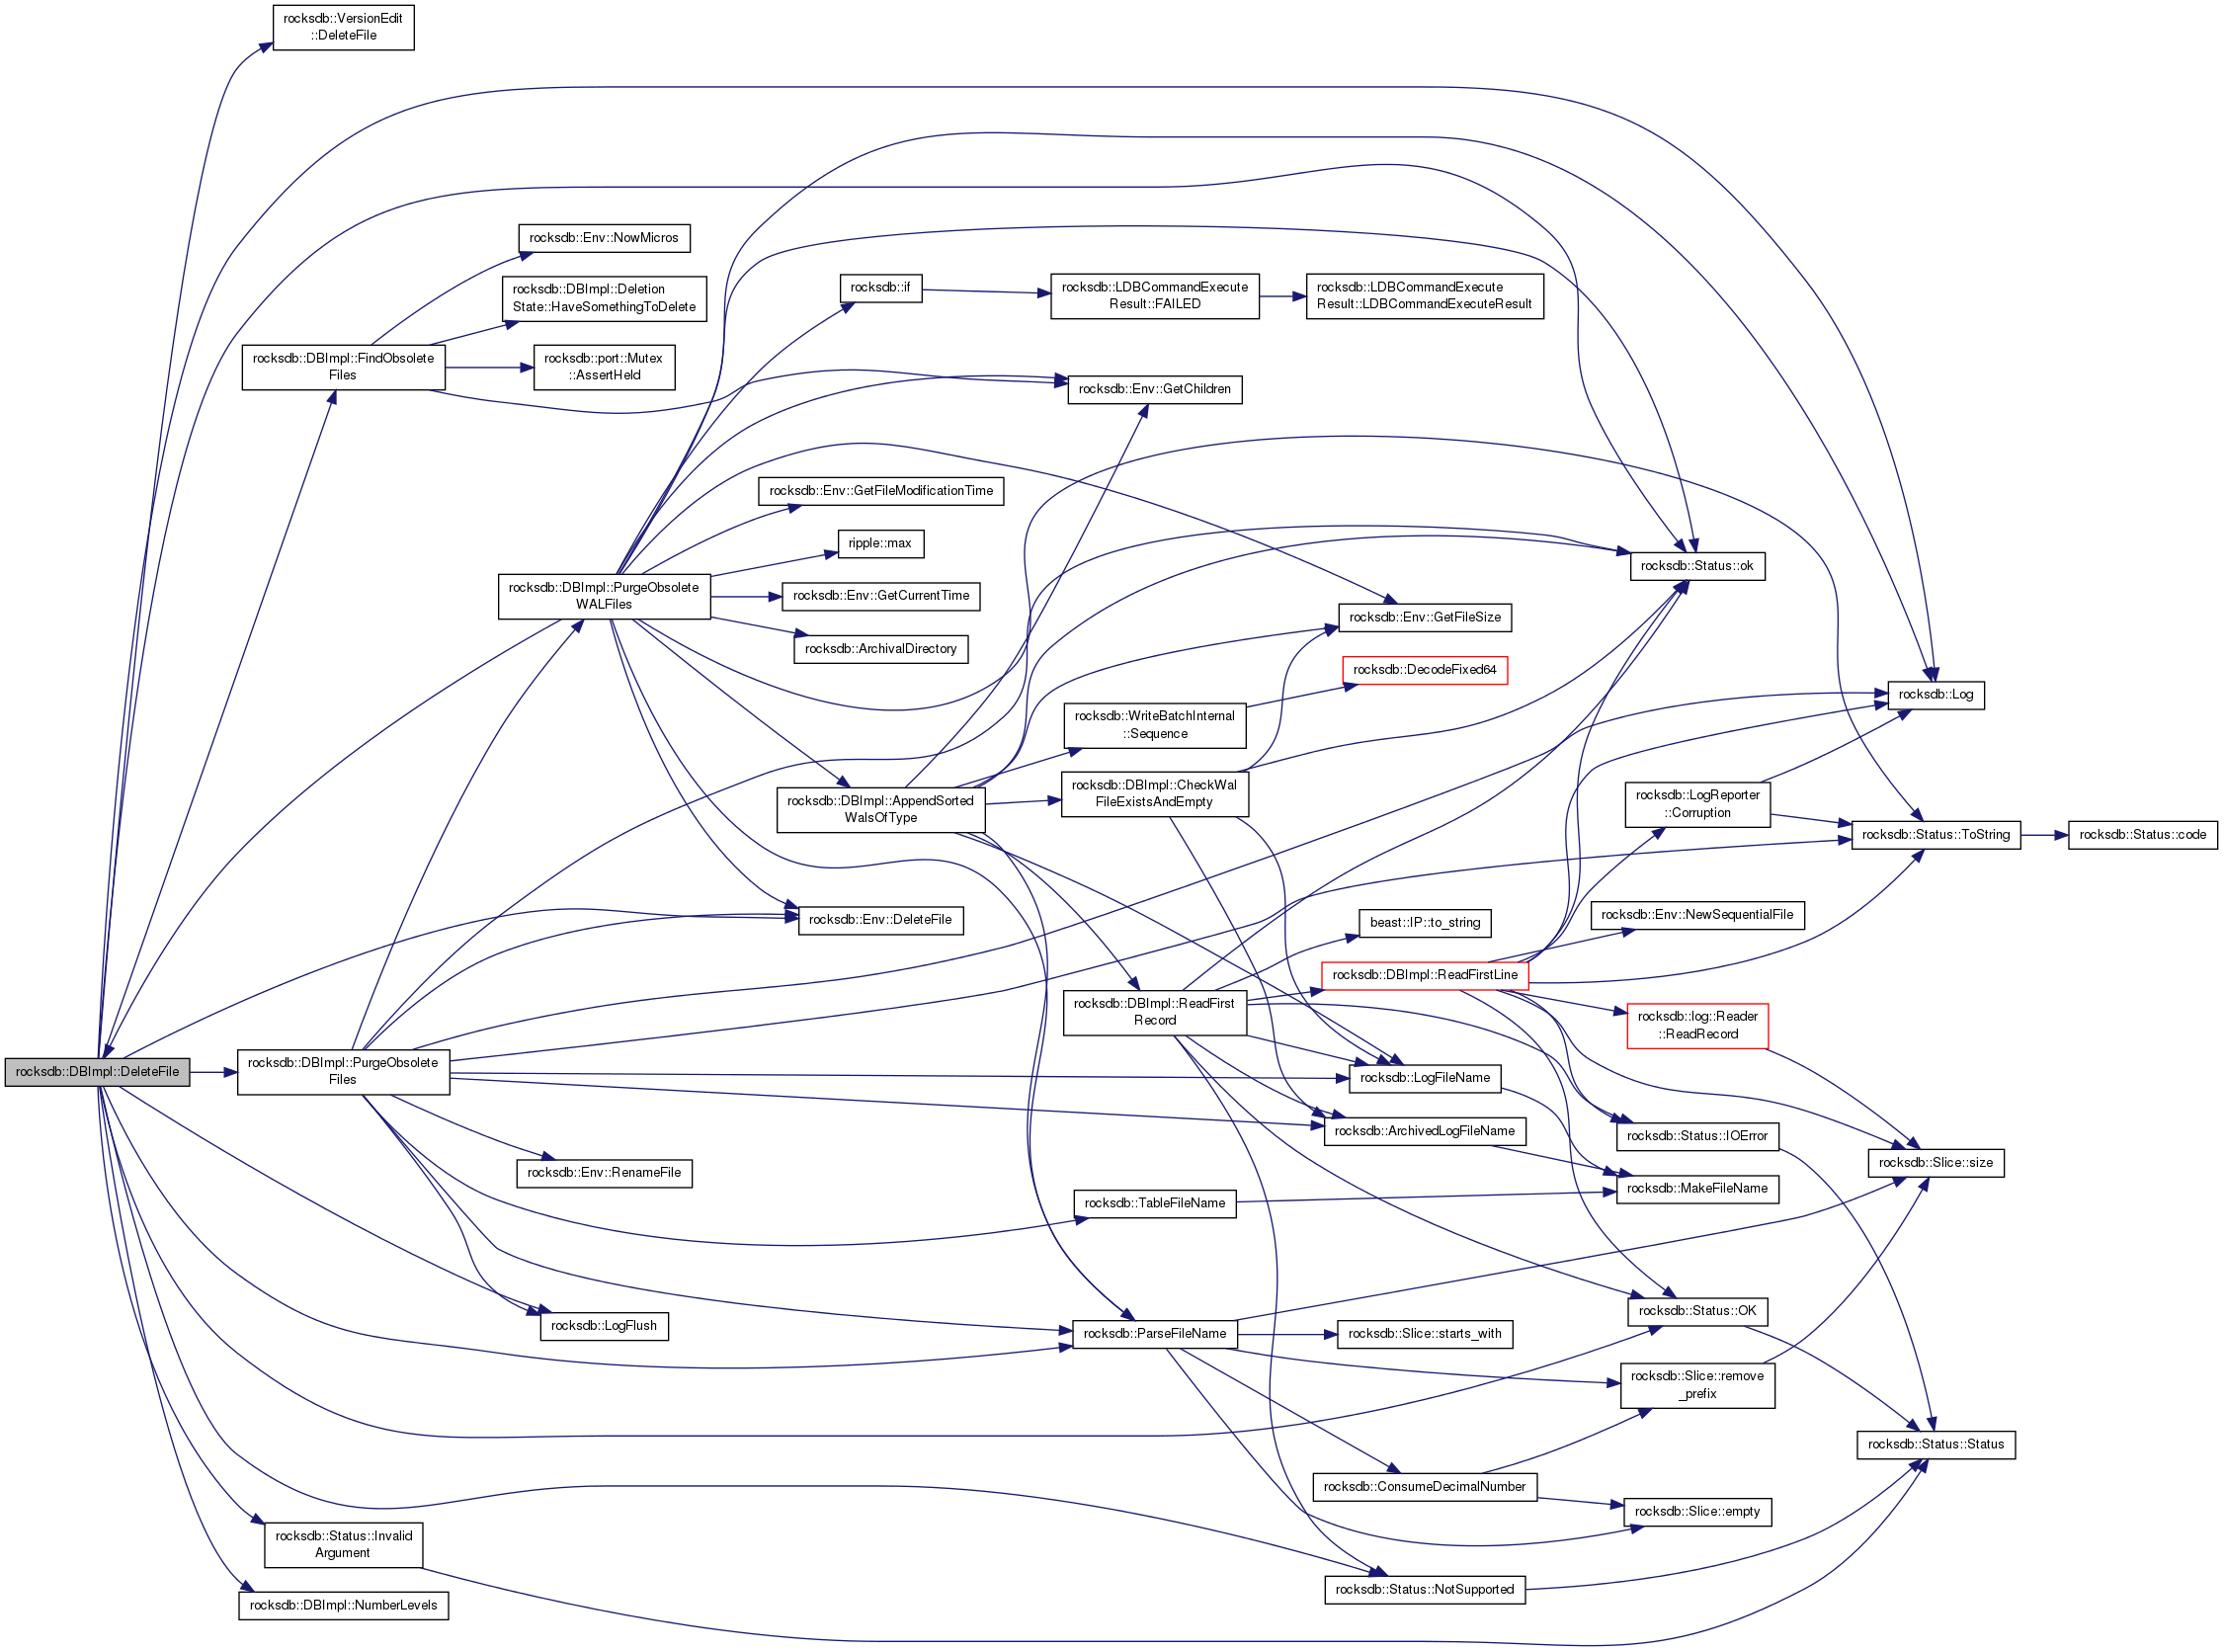 rocksdb::VersionEdit
::DeleteFile
rocksdb::Env::NowMicros
rocksdb::DBImpl::Deletion
State::HaveSomethingToDelete
rocksdb::if
rocksdb::LDBCommandExecute
Result::FAILED
rocksdb::LDBCommandExecute
Result::LDBCommandExecuteResult
rocksdb::DBImpl::FindObsolete
Files
rocksdb::port::Mutex
::AssertHeld
rocksdb::Env::GetChildren
rocksdb::Env::GetFileModificationTime
ripple::max
rocksdb::DBImpl::PurgeObsolete
WALFiles
rocksdb::Env::GetCurrentTime
rocksdb::ArchivalDirectory
rocksdb::Status::ok
rocksdb::Env::GetFileSize
rocksdb::DecodeFixed64
rocksdb::Log
rocksdb::WriteBatchInternal
::Sequence
rocksdb::DBImpl::AppendSorted
WalsOfType
rocksdb::DBImpl::CheckWal
FileExistsAndEmpty
rocksdb::LogReporter
::Corruption
rocksdb::Status::ToString
rocksdb::Status::code
rocksdb::Env::DeleteFile
beast::IP::to_string
rocksdb::Env::NewSequentialFile
rocksdb::DBImpl::ReadFirstLine
rocksdb::DBImpl::ReadFirst
Record
rocksdb::log::Reader
::ReadRecord
rocksdb::DBImpl::DeleteFile
rocksdb::DBImpl::PurgeObsolete
Files
rocksdb::LogFileName
rocksdb::ArchivedLogFileName
rocksdb::Status::IOError
rocksdb::Slice::size
rocksdb::Env::RenameFile
rocksdb::TableFileName
rocksdb::MakeFileName
rocksdb::LogFlush
rocksdb::ParseFileName
rocksdb::Slice::starts_with
rocksdb::Status::OK
rocksdb::Slice::remove
_prefix
rocksdb::Status::Status
rocksdb::ConsumeDecimalNumber
rocksdb::Slice::empty
rocksdb::Status::Invalid
Argument
rocksdb::Status::NotSupported
rocksdb::DBImpl::NumberLevels